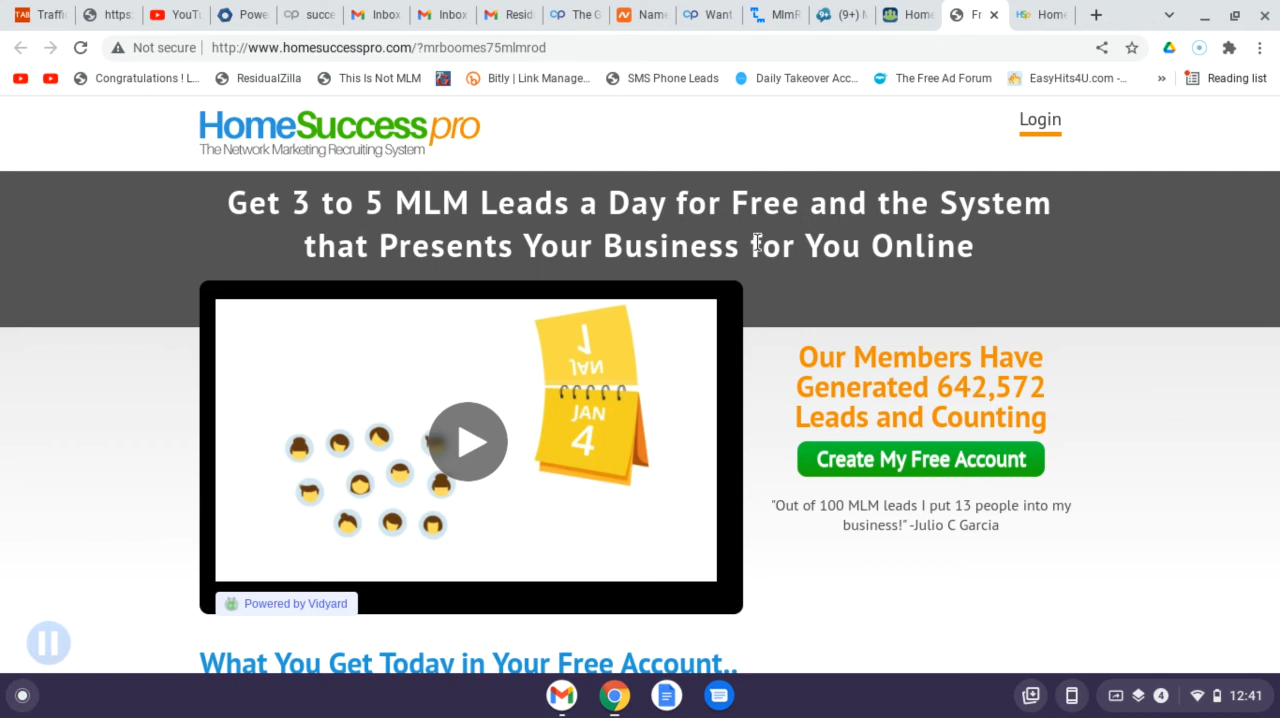 TAB Traffi
https:
YouTu
Powe
succe
Inbox
Inbox
Resid
The G
Name
Want
MlmR
(9+) M
Home
Fr
Home
Not secure
http://www.homesuccesspro.com/?mrboomes75mlmrod
Congratulations ! L...
ResidualZilla
This Is Not MLM
Bitly | Link Manage...
SMS Phone Leads
Daily Takeover Acc...
The Free Ad Forum
EasyHits4U.com -...
»
Reading list
HomeSuccess pro
The Network Marketing Recruiting System
Login
Get 3 to 5 MLM Leads a Day for Free and the System
that Presents Your Business for You Online
1
JAN
JAN
4
Powered by Vidyard
Our Members Have
Generated 642,572
Leads and Counting
Create My Free Account
"Out of 100 MLM leads I put 13 people into my
business!" -Julio C Garcia
What You Get Today in Your Free Account..
4
12:41